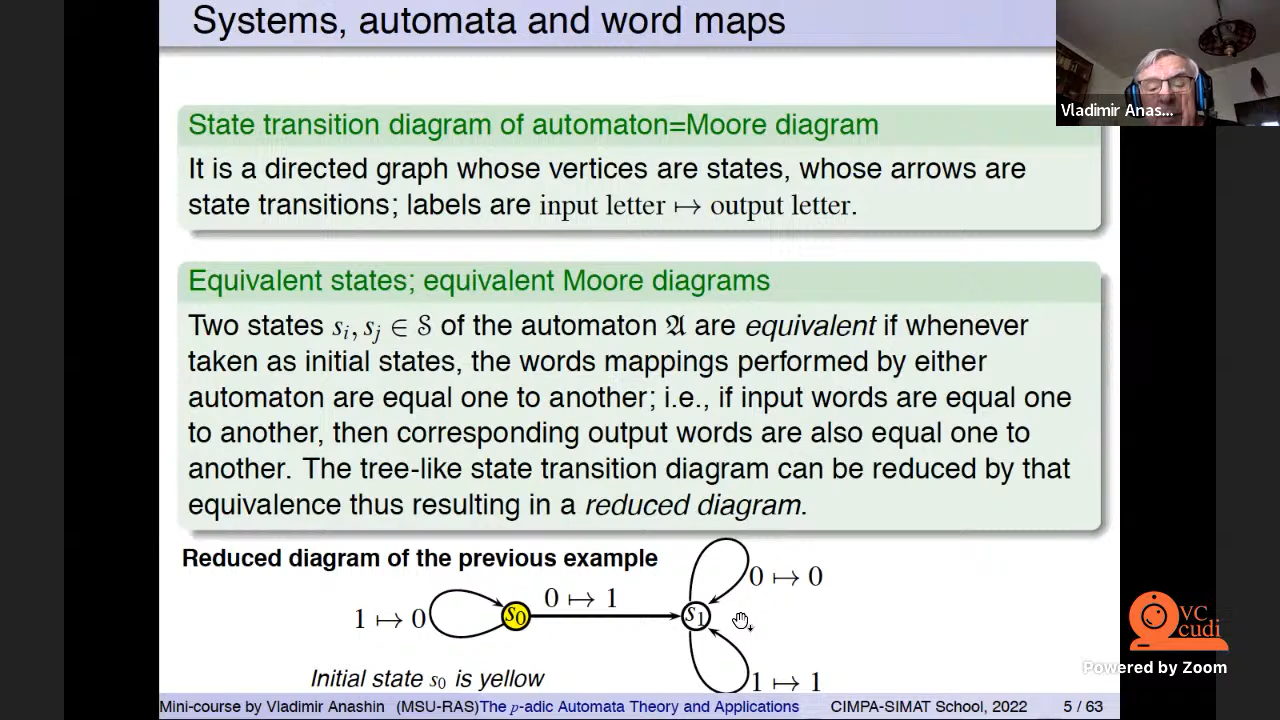 Systems, automata and word maps
Vladimir Anas...
State transition diagram of automaton=Moore diagram
It is a directed graph whose vertices are states, whose arrows are
state transitions; labels are input letter ↦ output letter.
Equivalent states; equivalent Moore diagrams
Two states sᵢ, sⱼ ∈ 𝒮 of the automaton 𝔄 are equivalent if whenever
taken as initial states, the words mappings performed by either
automaton are equal one to another; i.e., if input words are equal one
to another, then corresponding output words are also equal one to
another. The tree-like state transition diagram can be reduced by that
equivalence thus resulting in a reduced diagram.
Reduced diagram of the previous example
0 ↦ 0
0 ↦ 1
1 ↦ 0
s₀
s₁
1 ↦ 1
Initial state s₀ is yellow
VC
cudi
Powered by Zoom
Mini-course by Vladimir Anashin (MSU-RAS)
The p-adic Automata Theory and Applications
CIMPA-SIMAT School, 2022
5 / 63